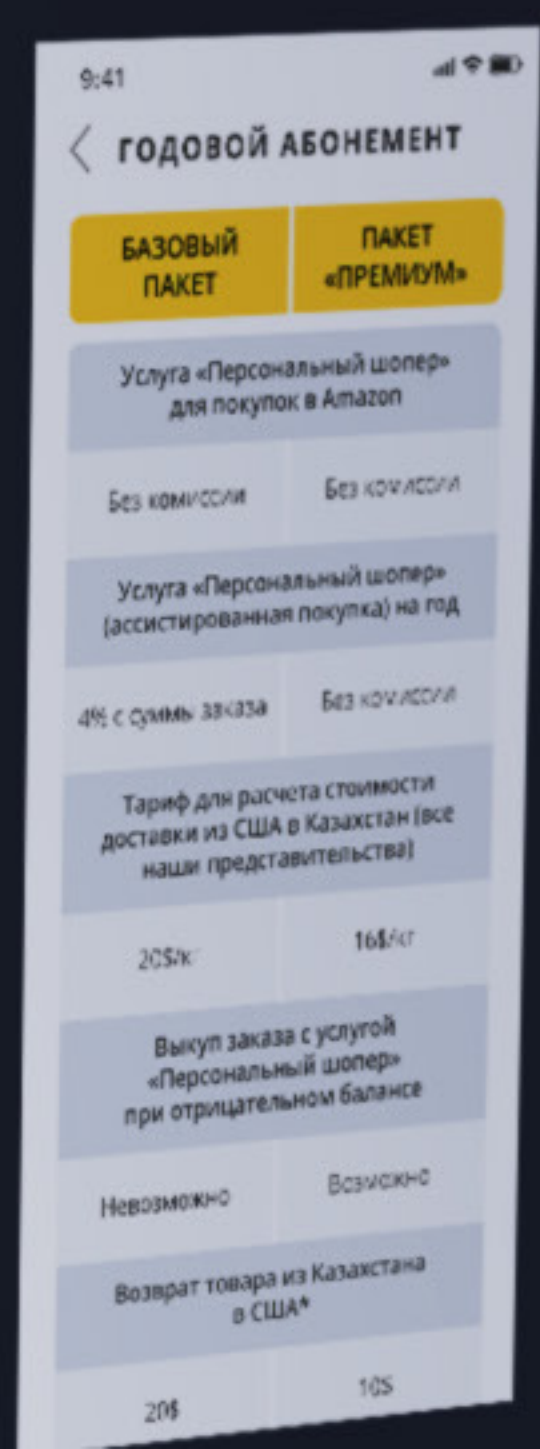 9:41
ГОДОВОЙ АБОНЕМЕНТ
БАЗОВЫЙ
ПАКЕТ
ПАКЕТ
«ПРЕМИУМ»
Услуга «Персональный шопер»
для покупок в Amazon
Без комиссии
Без комиссии
Услуга «Персональный шопер»
(ассистированная покупка) на год
4% с суммы заказа
Без комиссии
Тариф для расчета стоимости
доставки из США в Казахстан (все
наши представительства)
20$/кг
16$/кг
Выкуп заказа с услугой
«Персональный шопер»
при отрицательном балансе
Невозможно
Возможно
Возврат товара из Казахстана
в США*
20$
10$